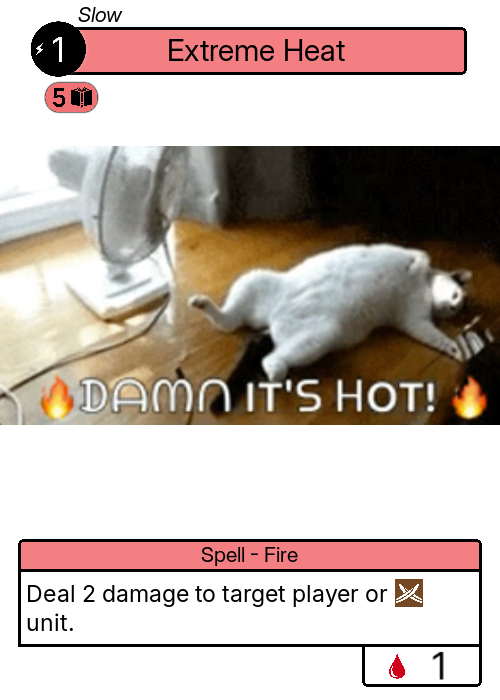 Slow
1 Extreme Heat
5
🔥DAMN IT'S HOT! 🔥
Spell - Fire
Deal 2 damage to target player or
unit.
1